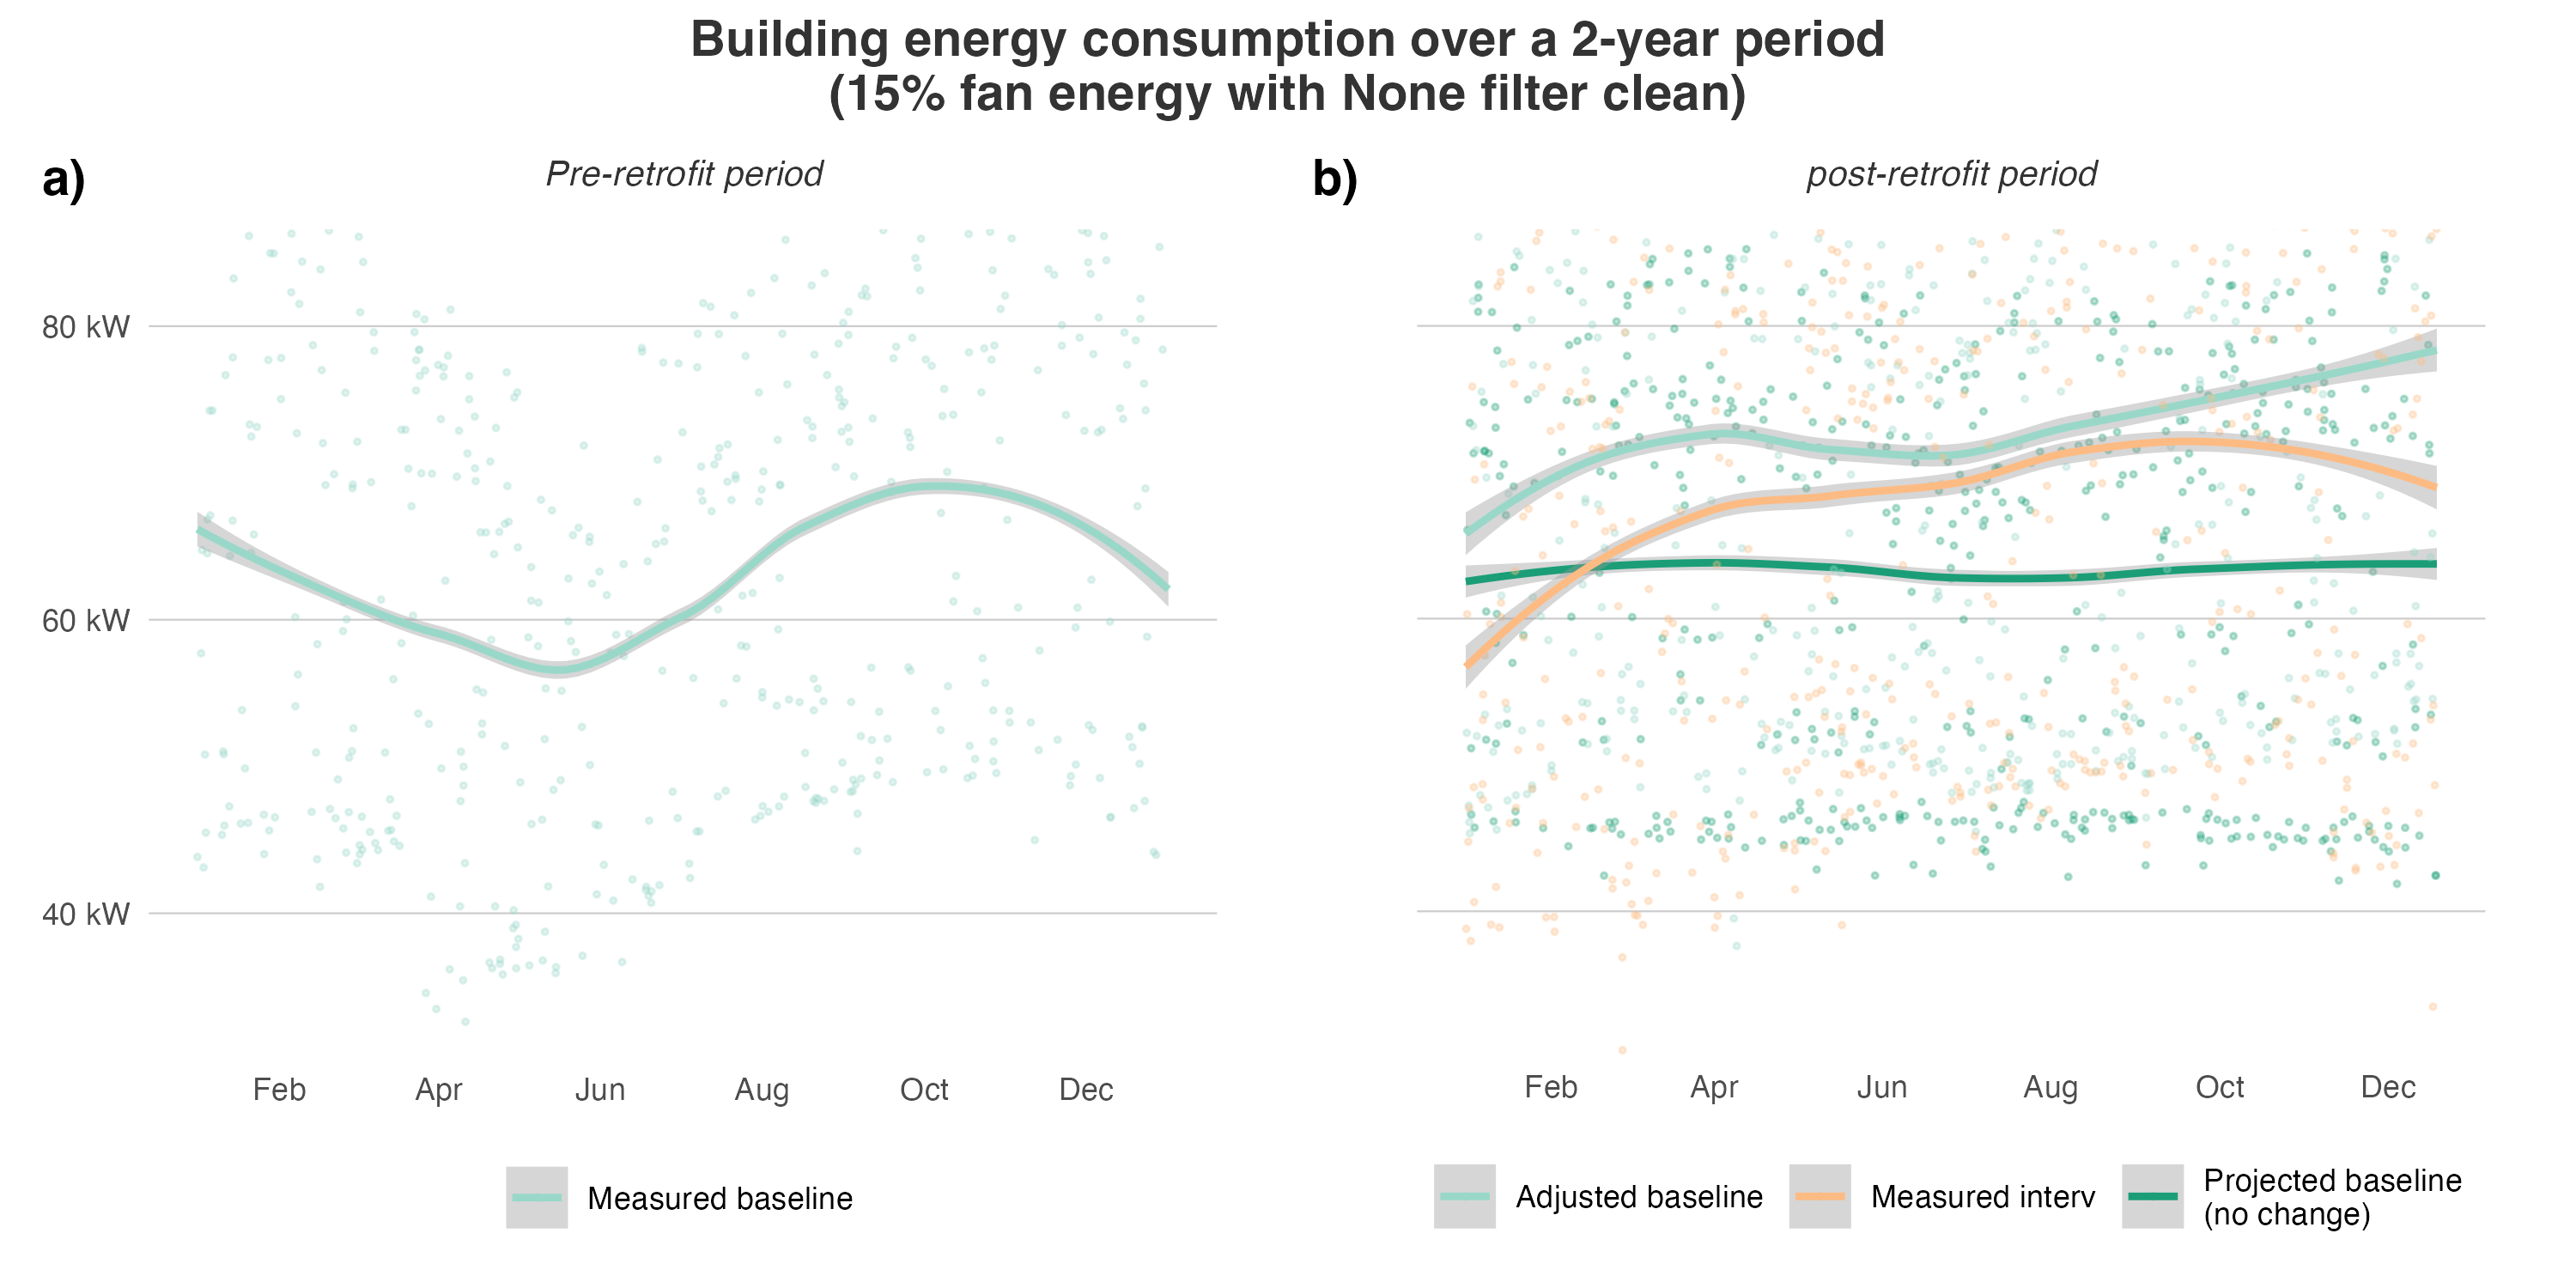 Building energy consumption over a 2-year period
(15% fan energy with None filter clean)
a)
Pre-retrofit period
b)
post-retrofit period
80 kW
60 kW
40 kW
Feb
Apr
Jun
Aug
Oct
Dec
Feb
Apr
Jun
Aug
Oct
Dec
Measured baseline
Adjusted baseline
Measured interv
Projected baseline
(no change)